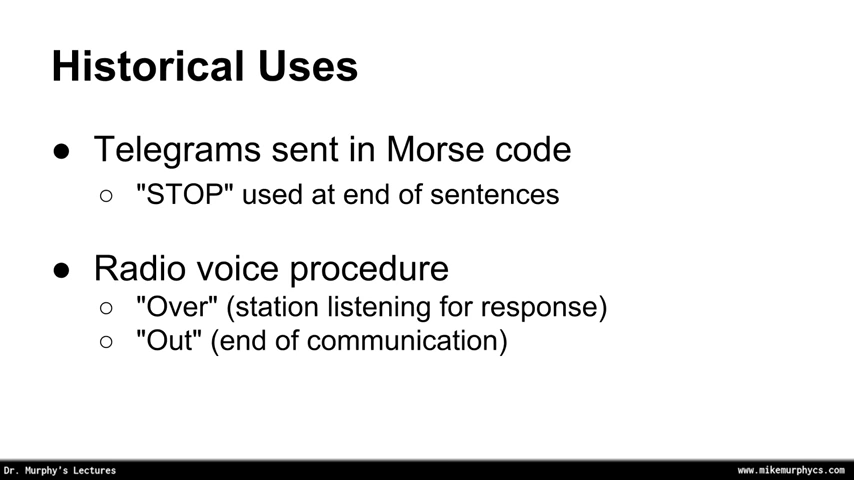 Historical Uses
● Telegrams sent in Morse code
○ "STOP" used at end of sentences
● Radio voice procedure
○ "Over" (station listening for response)
○ "Out" (end of communication)
Dr. Murphy's Lectures
www.mikemurphycs.com